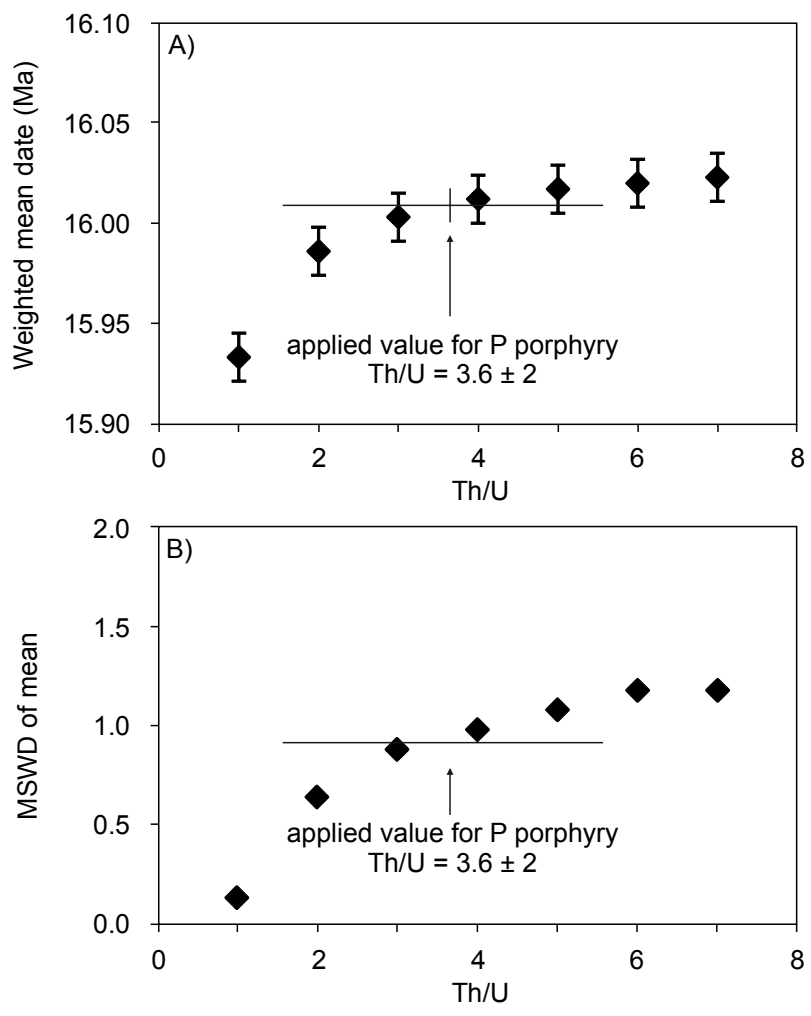 A)
16.10
16.05
16.00
15.95
15.90
Weighted mean date (Ma)
applied value for P porphyry
Th/U = 3.6 ± 2
0 2 4 6 8
Th/U
B)
2.0
1.5
1.0
0.5
0.0
MSWD of mean
applied value for P porphyry
Th/U = 3.6 ± 2
0 2 4 6 8
Th/U